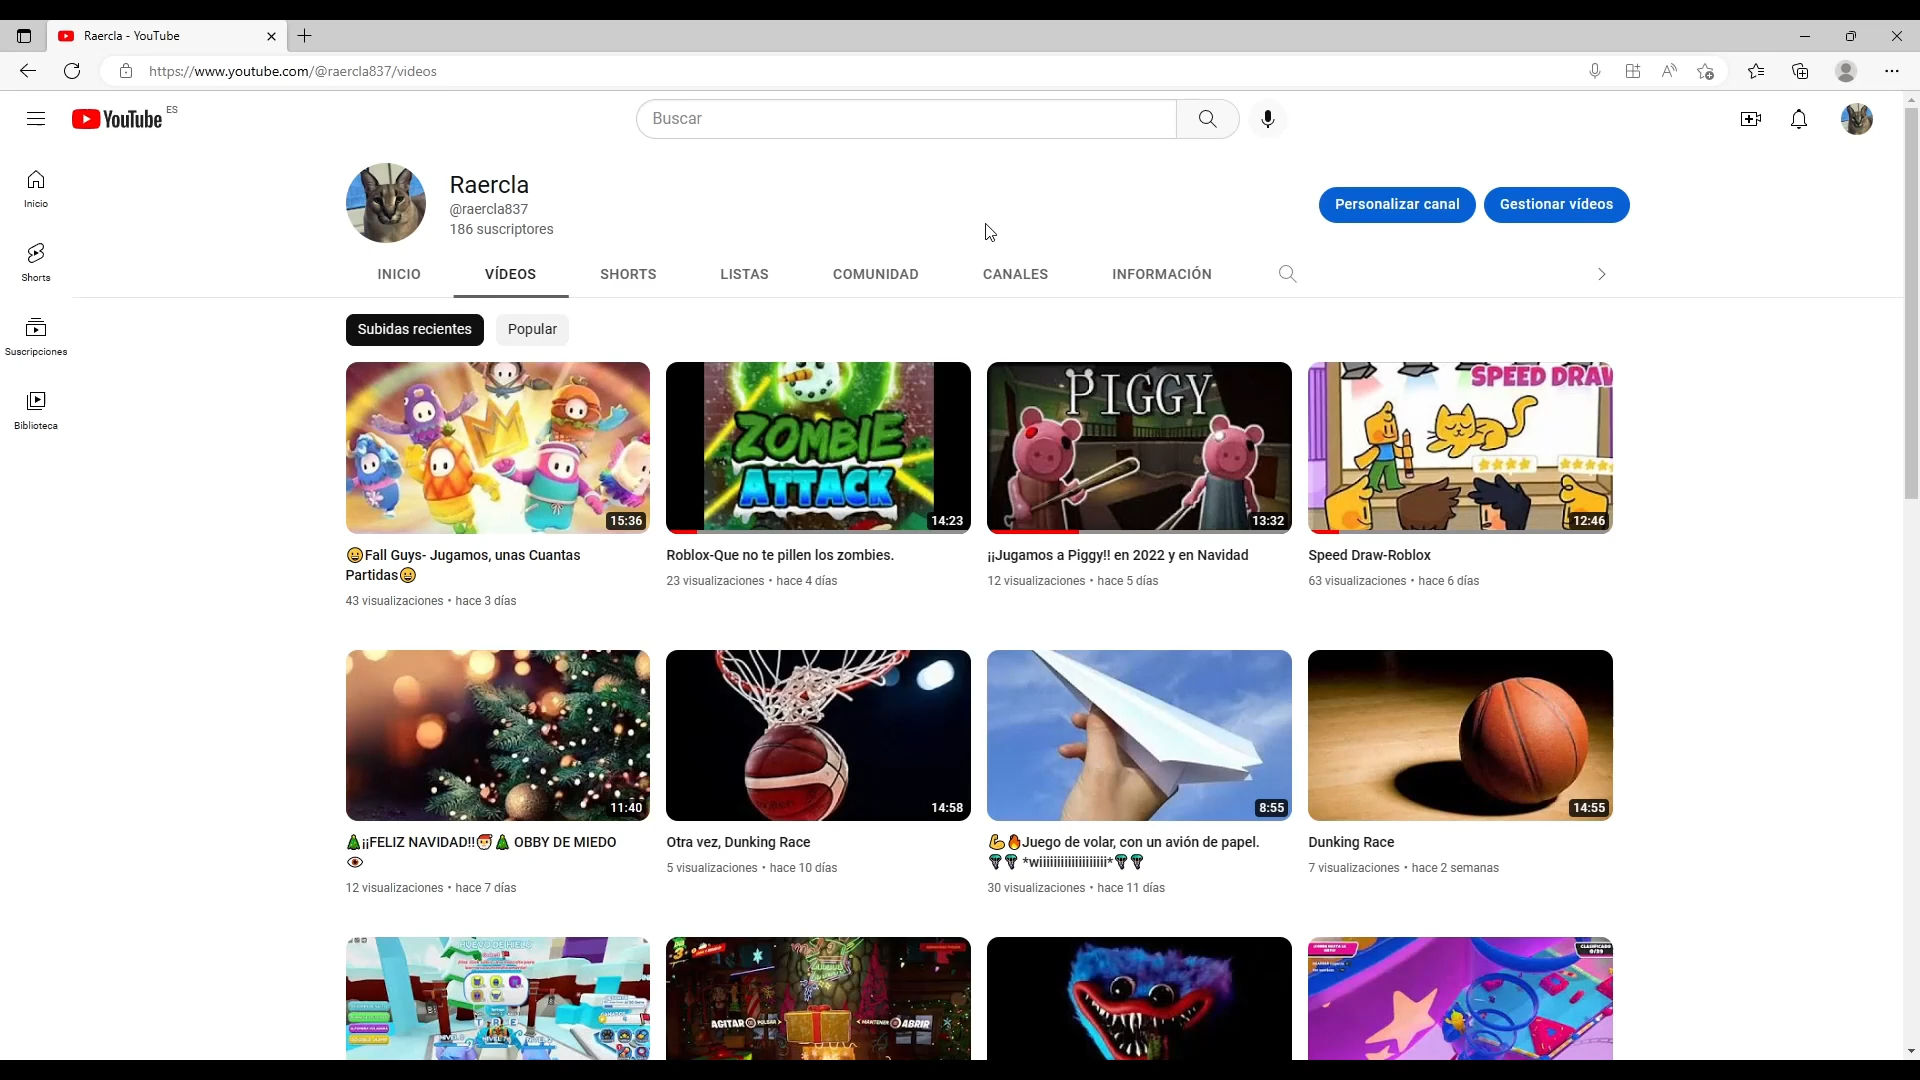 Raercla - YouTube
https://www.youtube.com/@raercla837/videos
YouTube ES
Buscar
Inicio
Shorts
Suscripciones
Biblioteca
Raercla
@raercla837
186 suscriptores
Personalizar canal
Gestionar vídeos
INICIO VÍDEOS SHORTS LISTAS COMUNIDAD CANALES INFORMACIÓN
Subidas recientes Popular
15:36
ZOMBIE
ATTACK
14:23
PIGGY
13:32
SPEED DRAW
12:46
😀Fall Guys- Jugamos, unas Cuantas
Partidas😀
43 visualizaciones • hace 3 días
Roblox-Que no te pillen los zombies.
23 visualizaciones • hace 4 días
¡¡Jugamos a Piggy!! en 2022 y en Navidad
12 visualizaciones • hace 5 días
Speed Draw-Roblox
63 visualizaciones • hace 6 días
11:40
14:58
8:55
14:55
🎄¡¡FELIZ NAVIDAD!!🎅🎄 OBBY DE MIEDO
👁
12 visualizaciones • hace 7 días
Otra vez, Dunking Race
5 visualizaciones • hace 10 días
💪🔥Juego de volar, con un avión de papel.
🪂🪂 *wiiiiiiiiiiiiiiiiii*🪂🪂
30 visualizaciones • hace 11 días
Dunking Race
7 visualizaciones • hace 2 semanas
HUEVO DE HIELO
AGITAR
PULSAR
MANTENER
ABRIR